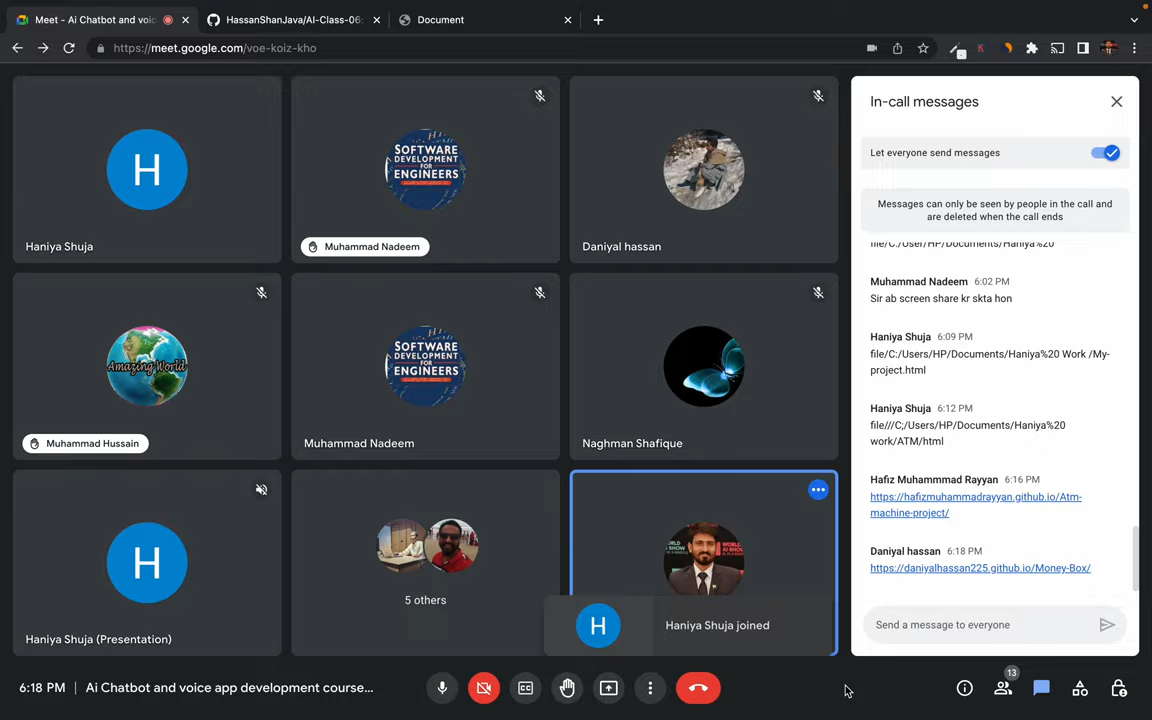 Meet - Ai Chatbot and voic
HassanShanJava/AI-Class-06:
Document
https://meet.google.com/voe-koiz-kho
K
H
Haniya Shuja
SOFTWARE
DEVELOPMENT
FOR
ENGINEERS
Muhammad Nadeem
Daniyal hassan
AMaZiNg WoRld
Muhammad Hussain
SOFTWARE
DEVELOPMENT
FOR
ENGINEERS
Muhammad Nadeem
Naghman Shafique
H
Haniya Shuja (Presentation)
5 others
H
Haniya Shuja joined
In-call messages
Let everyone send messages
Messages can only be seen by people in the call and
are deleted when the call ends
file/C:/User/HP/Documents/Haniya%20
Muhammad Nadeem 6:02 PM
Sir ab screen share kr skta hon
Haniya Shuja 6:09 PM
file/C:/Users/HP/Documents/Haniya%20 Work /My-
project.html
Haniya Shuja 6:12 PM
file///C;/Users/HP/Documents/Haniya%20
work/ATM/html
Hafiz Muhammmad Rayyan 6:16 PM
https://hafizmuhammadrayyan.github.io/Atm-
machine-project/
Daniyal hassan 6:18 PM
https://daniyalhassan225.github.io/Money-Box/
Send a message to everyone
6:18 PM | Ai Chatbot and voice app development course...
13